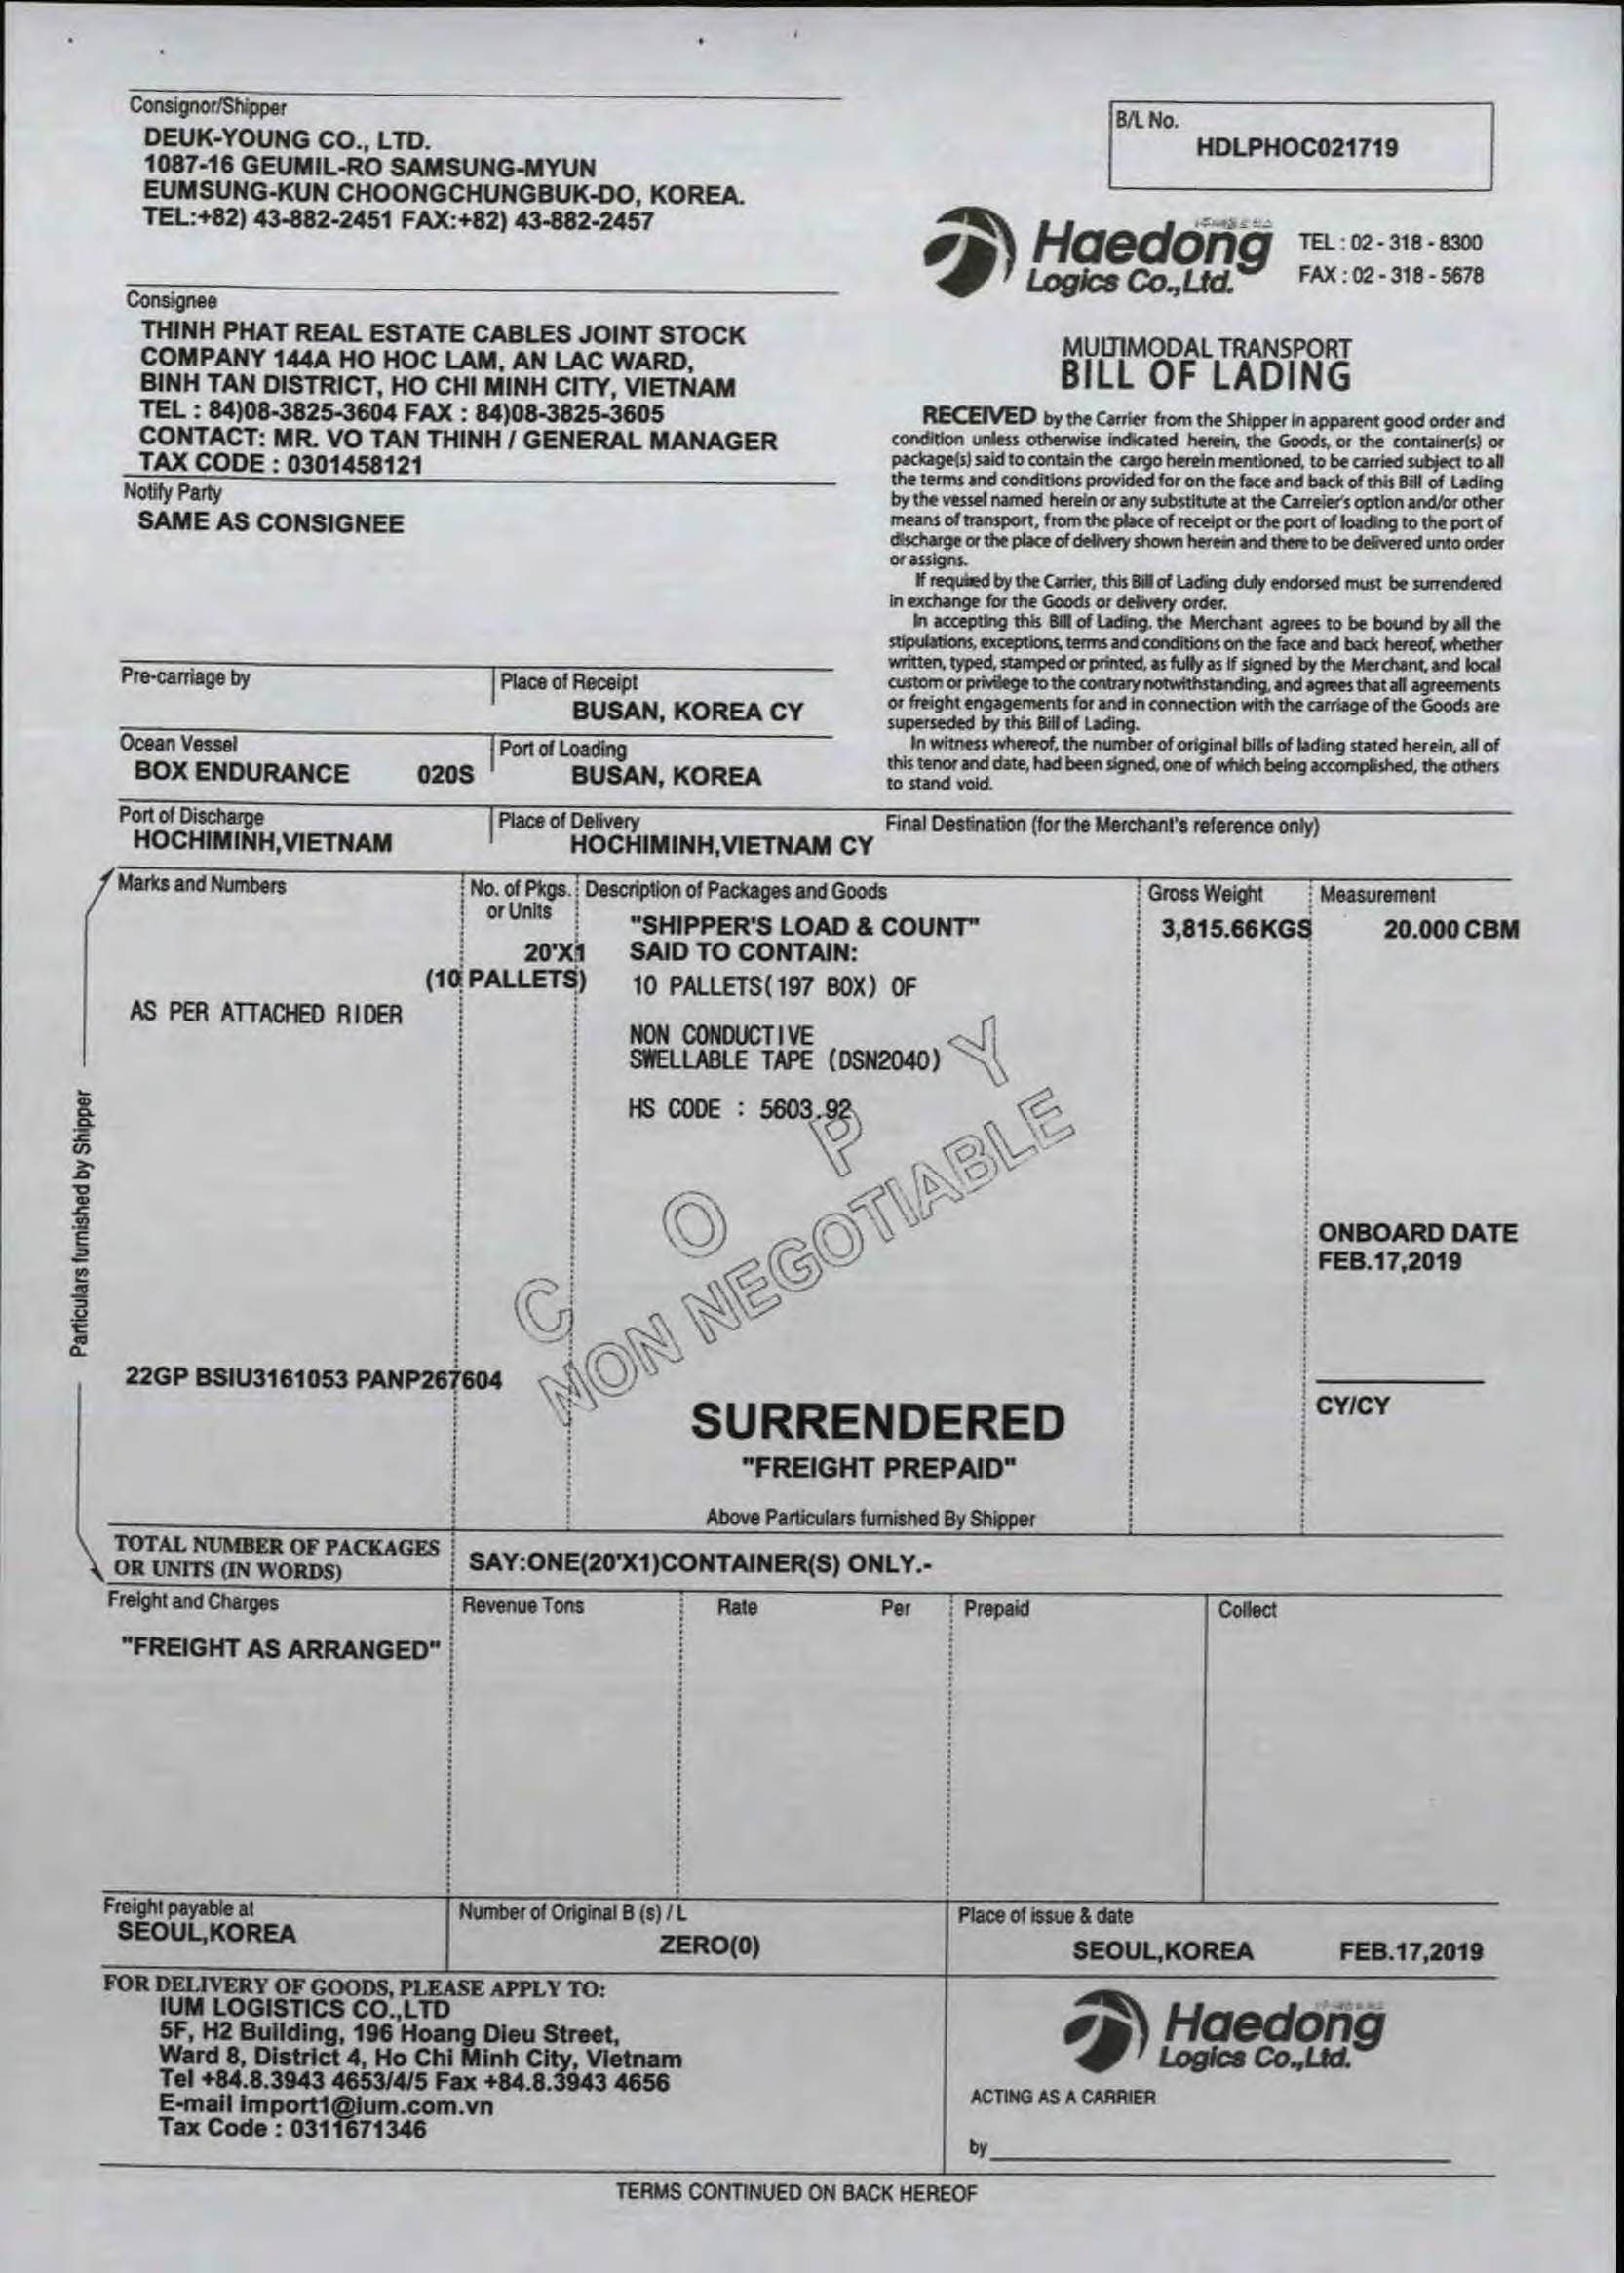 Consignor/Shipper
DEUK-YOUNG CO., LTD.
1087-16 GEUMIL-RO SAMSUNG-MYUN
EUMSUNG-KUN CHOONGCHUNGBUK-DO, KOREA.
TEL:+82) 43-882-2451 FAX:+82) 43-882-2457
B/L No.
HDLPHOC021719
Haedong
Logics Co.,Ltd.
TEL : 02 - 318 - 8300
FAX : 02 - 318 - 5678
Consignee
THINH PHAT REAL ESTATE CABLES JOINT STOCK
COMPANY 144A HO HOC LAM, AN LAC WARD,
BINH TAN DISTRICT, HO CHI MINH CITY, VIETNAM
TEL : 84)08-3825-3604 FAX : 84)08-3825-3605
CONTACT: MR. VO TAN THINH / GENERAL MANAGER
TAX CODE : 0301458121
Notify Party
SAME AS CONSIGNEE
MULTIMODAL TRANSPORT
BILL OF LADING
RECEIVED by the Carrier from the Shipper in apparent good order and
condition unless otherwise indicated herein, the Goods, or the container(s) or
package(s) said to contain the cargo herein mentioned, to be carried subject to all
the terms and conditions provided for on the face and back of this Bill of Lading
by the vessel named herein or any substitute at the Carreier's option and/or other
means of transport, from the place of receipt or the port of loading to the port of
discharge or the place of delivery shown herein and there to be delivered unto order
or assigns.
If required by the Carrier, this Bill of Lading duly endorsed must be surrendered
in exchange for the Goods or delivery order.
In accepting this Bill of Lading. the Merchant agrees to be bound by all the
stipulations, exceptions, terms and conditions on the face and back hereof, whether
written, typed, stamped or printed, as fully as if signed by the Merchant, and local
custom or privilege to the contrary notwithstanding, and agrees that all agreements
or freight engagements for and in connection with the carriage of the Goods are
superseded by this Bill of Lading.
In witness whereof, the number of original bills of lading stated herein, all of
this tenor and date, had been signed, one of which being accomplished, the others
to stand void.
Pre-carriage by
Place of Receipt
BUSAN, KOREA CY
Ocean Vessel
BOX ENDURANCE 020S
Port of Loading
BUSAN, KOREA
Port of Discharge
HOCHIMINH,VIETNAM
Place of Delivery
HOCHIMINH,VIETNAM CY
Final Destination (for the Merchant's reference only)
Particulars furnished by Shipper
Marks and Numbers
No. of Pkgs.
or Units
Description of Packages and Goods
Gross Weight
Measurement
20'X1
(10 PALLETS)
"SHIPPER'S LOAD & COUNT"
SAID TO CONTAIN:
10 PALLETS(197 BOX) OF
3,815.66KGS
20.000 CBM
AS PER ATTACHED RIDER
NON CONDUCTIVE
SWELLABLE TAPE (DSN2040)
HS CODE : 5603.92
COPY
NON NEGOTIABLE
ONBOARD DATE
FEB.17,2019
22GP BSIU3161053 PANP267604
CY/CY
SURRENDERED
"FREIGHT PREPAID"
Above Particulars furnished By Shipper
TOTAL NUMBER OF PACKAGES
OR UNITS (IN WORDS)
SAY:ONE(20'X1)CONTAINER(S) ONLY.-
Freight and Charges
Revenue Tons
Rate
Per
Prepaid
Collect
"FREIGHT AS ARRANGED"
Freight payable at
SEOUL,KOREA
Number of Original B (s) / L
ZERO(0)
Place of issue & date
SEOUL,KOREA FEB.17,2019
FOR DELIVERY OF GOODS, PLEASE APPLY TO:
IUM LOGISTICS CO.,LTD
5F, H2 Building, 196 Hoang Dieu Street,
Ward 8, District 4, Ho Chi Minh City, Vietnam
Tel +84.8.3943 4653/4/5 Fax +84.8.3943 4656
E-mail import1@ium.com.vn
Tax Code : 0311671346
Haedong
Logics Co.,Ltd.
ACTING AS A CARRIER
by
TERMS CONTINUED ON BACK HEREOF